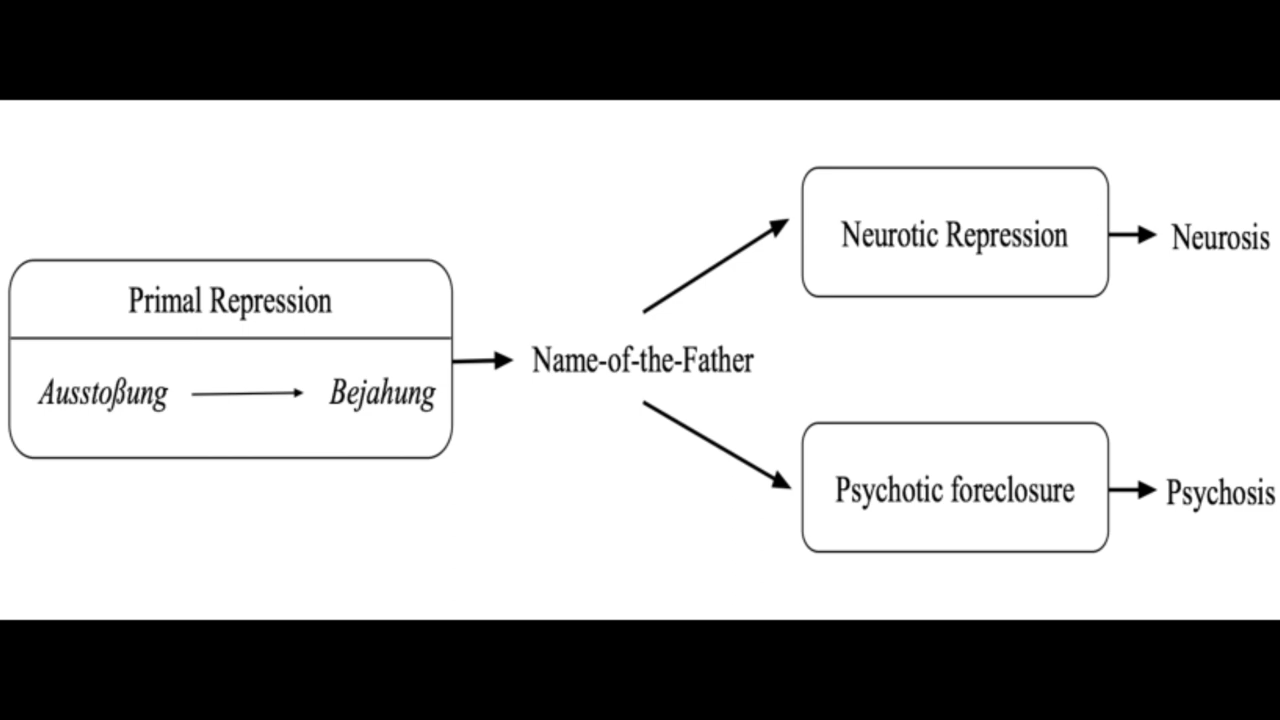 Primal Repression
Ausstoßung
Bejahung
Name-of-the-Father
Neurotic Repression
Neurosis
Psychotic foreclosure
Psychosis